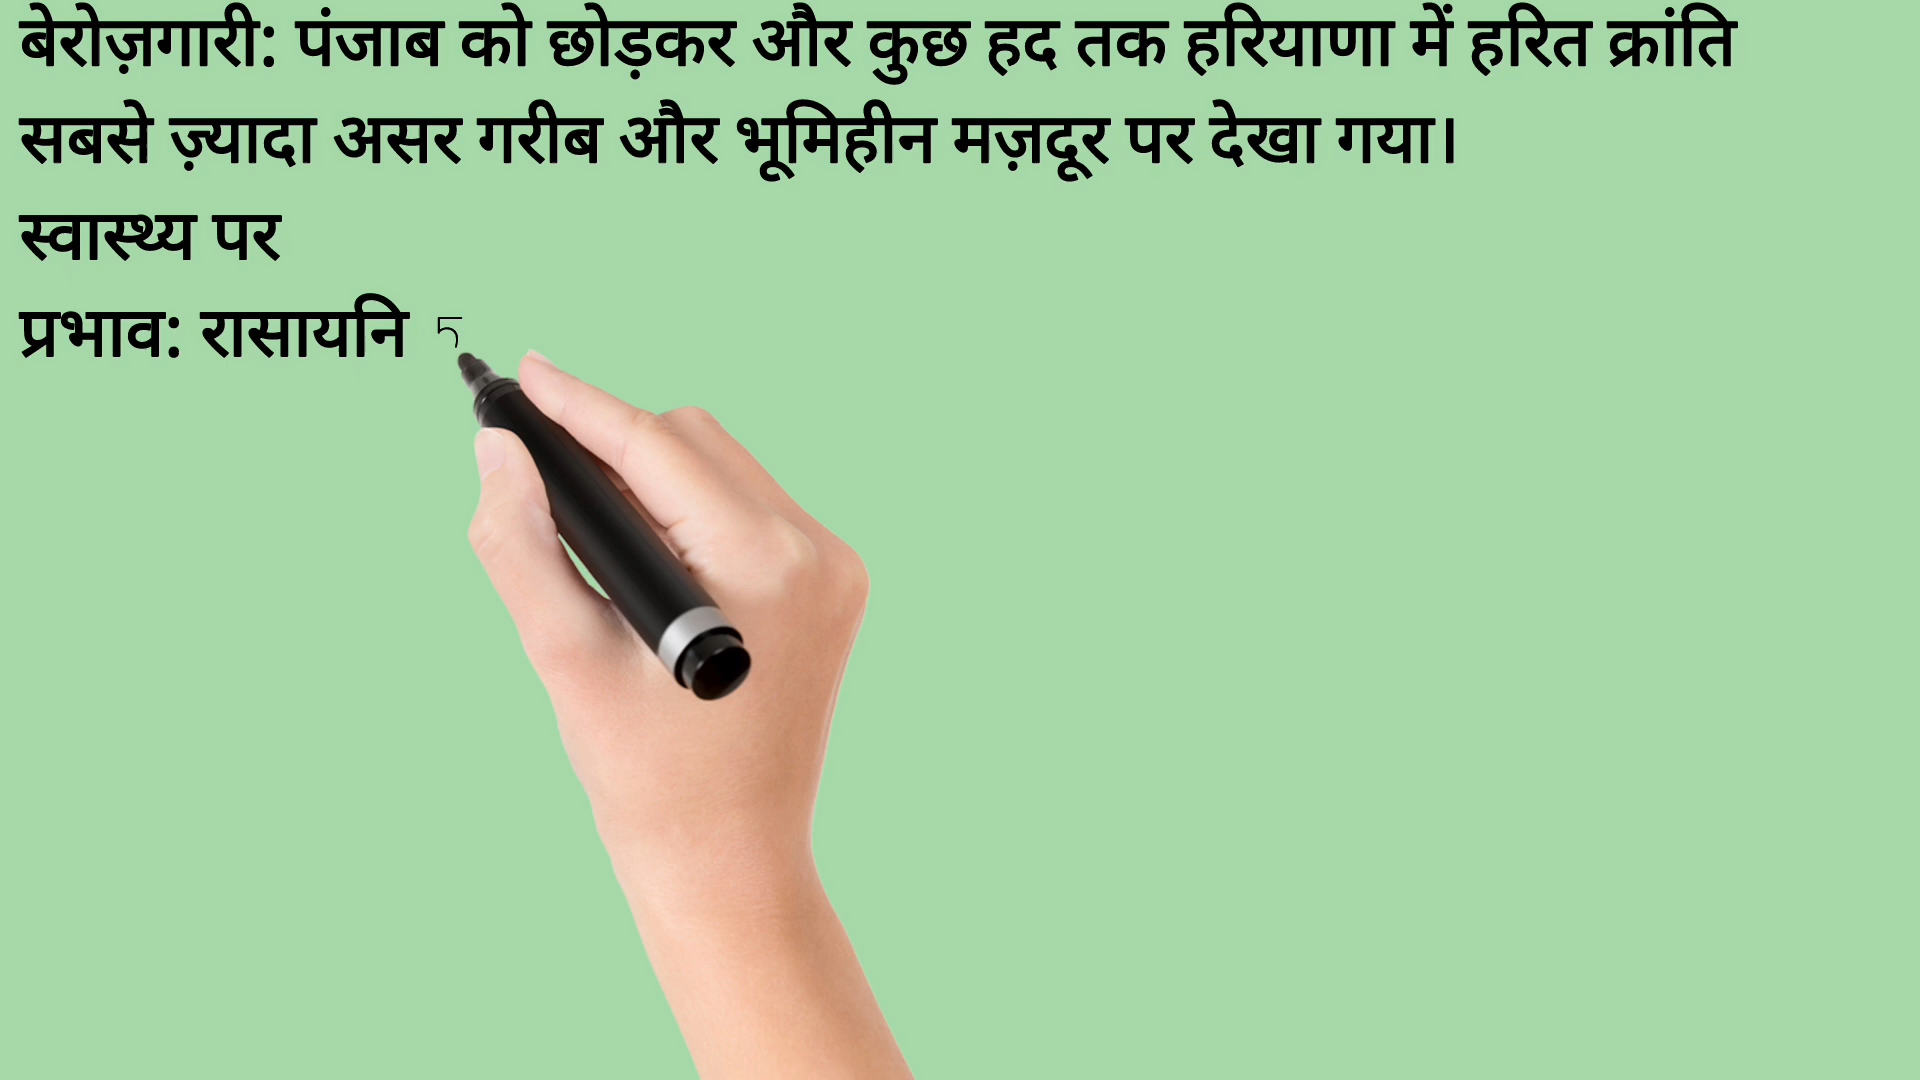 बेरोज़गारी: पंजाब को छोड़कर और कुछ हद तक हरियाणा में हरित क्रांति
सबसे ज़्यादा असर गरीब और भूमिहीन मज़दूर पर देखा गया।
स्वास्थ्य पर
प्रभाव: रासायनि